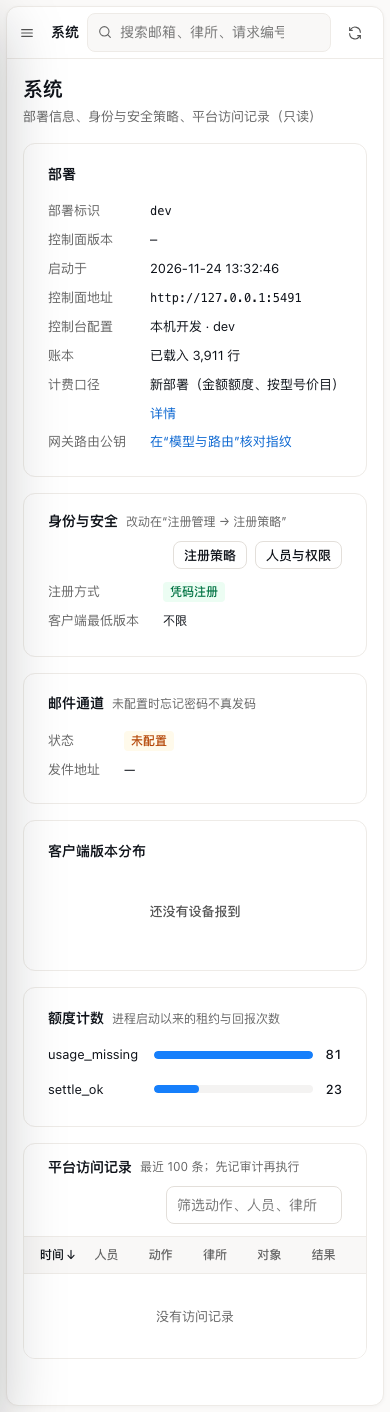 系统
搜索邮箱、律所、请求编号
系统
部署信息、身份与安全策略、平台访问记录（只读）
部署
部署标识 dev
控制面版本 —
启动于 2026-11-24 13:32:46
控制面地址 http://127.0.0.1:5491
控制台配置 本机开发 · dev
账本 已载入 3,911 行
计费口径 新部署（金额额度、按型号价目）
详情
网关路由公钥 在“模型与路由”核对指纹
身份与安全 改动在“注册管理 → 注册策略”
注册策略 人员与权限
注册方式 凭码注册
客户端最低版本 不限
邮件通道 未配置时忘记密码不真发码
状态 未配置
发件地址 —
客户端版本分布
还没有设备报到
额度计数 进程启动以来的租约与回报次数
usage_missing 81
settle_ok 23
平台访问记录 最近 100 条；先记审计再执行
筛选动作、人员、律所
时间↓ 人员 动作 律所 对象 结果
没有访问记录